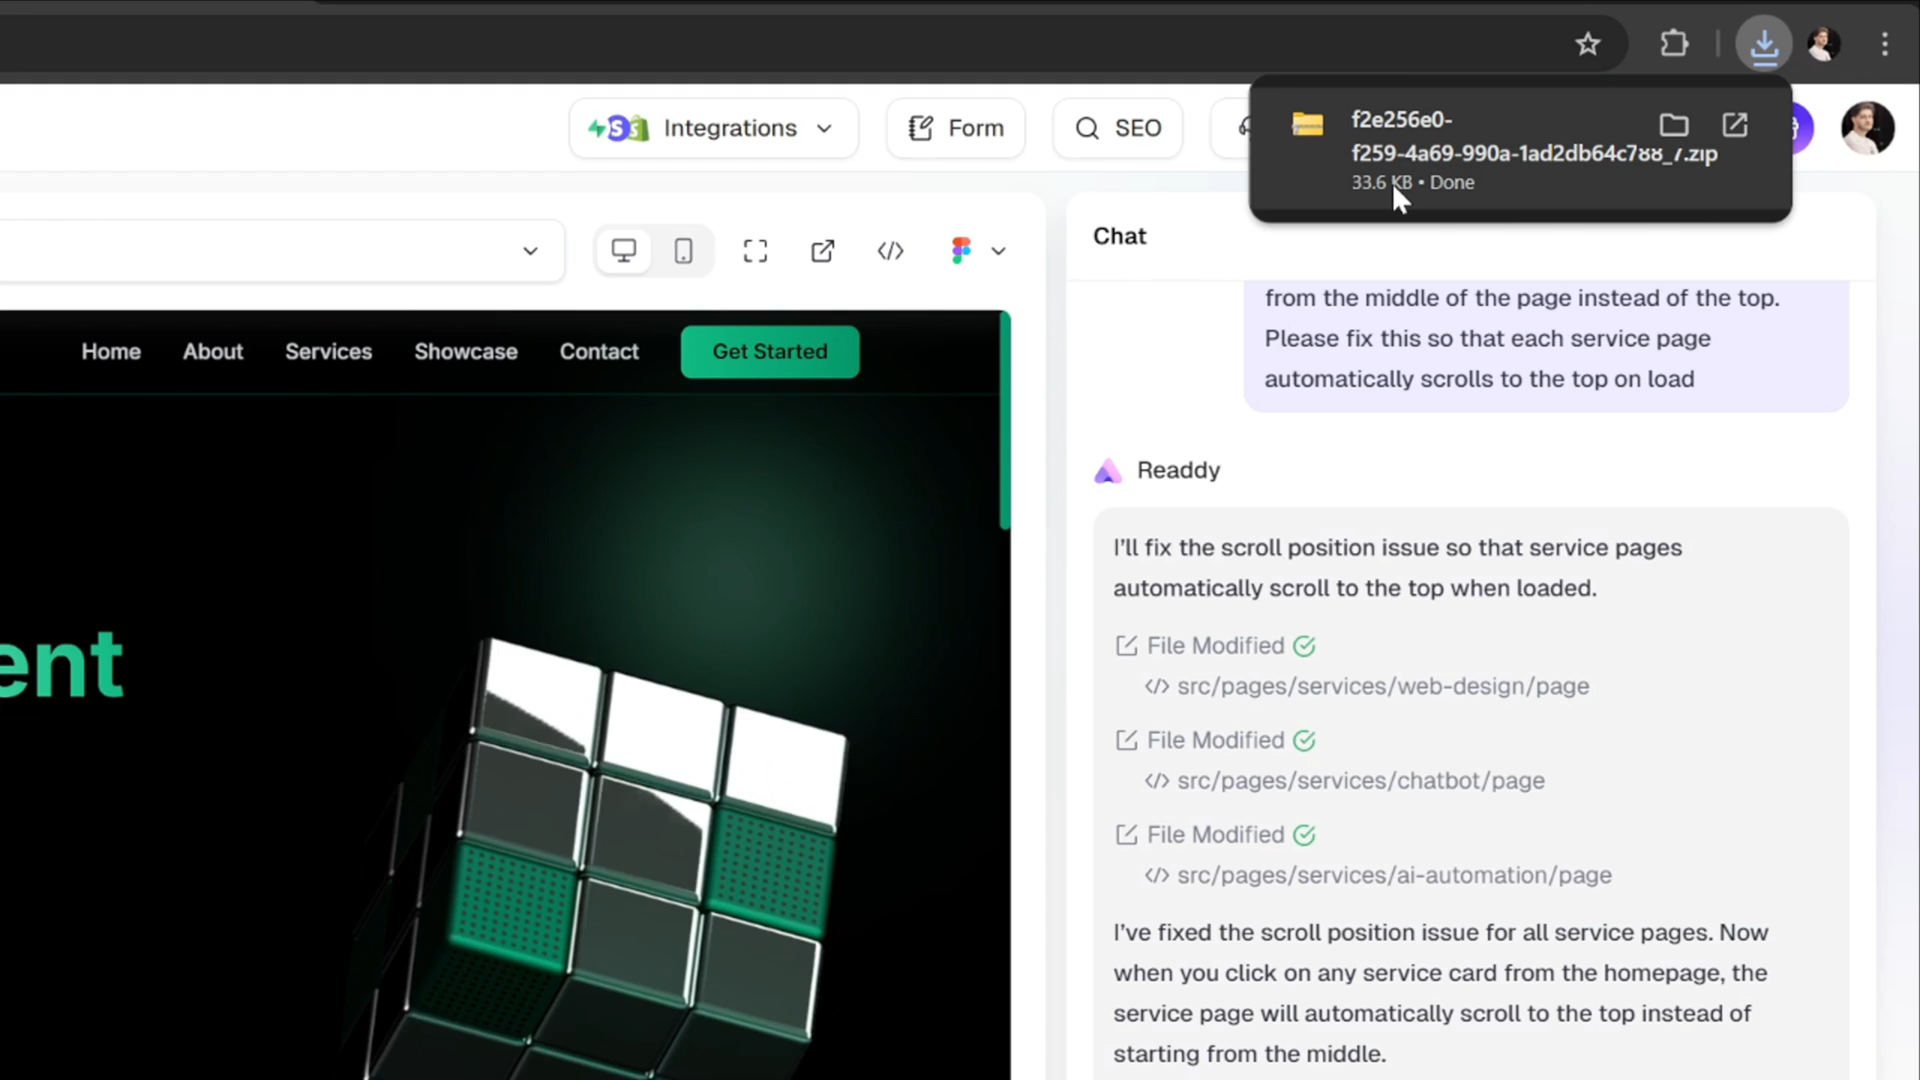 Integrations
Form
SEO
f2e256e0-
f259-4a69-990a-1ad2db64c788_7.zip
33.6 KB • Done
Chat
Home
About
Services
Showcase
Contact
Get Started
ent
from the middle of the page instead of the top.
Please fix this so that each service page
automatically scrolls to the top on load
Readdy
I'll fix the scroll position issue so that service pages
automatically scroll to the top when loaded.
File Modified
</> src/pages/services/web-design/page
File Modified
</> src/pages/services/chatbot/page
File Modified
</> src/pages/services/ai-automation/page
I've fixed the scroll position issue for all service pages. Now
when you click on any service card from the homepage, the
service page will automatically scroll to the top instead of
starting from the middle.